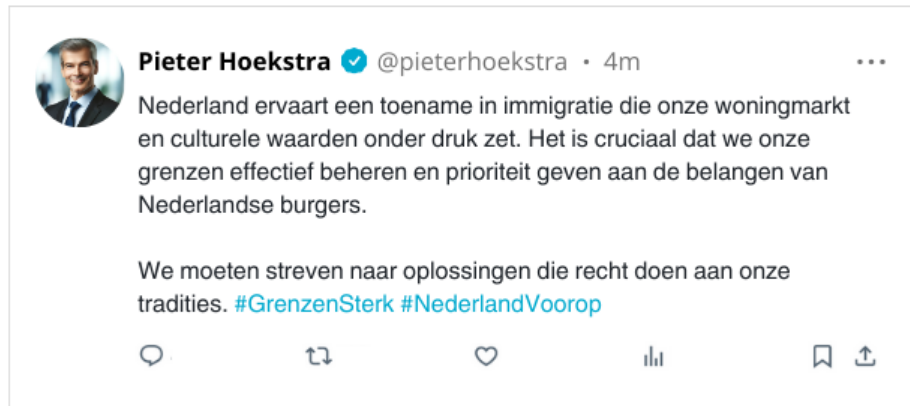 Pieter Hoekstra @pieterhoekstra • 4m
Nederland ervaart een toename in immigratie die onze woningmarkt
en culturele waarden onder druk zet. Het is cruciaal dat we onze
grenzen effectief beheren en prioriteit geven aan de belangen van
Nederlandse burgers.
We moeten streven naar oplossingen die recht doen aan onze
tradities. #GrenzenSterk #NederlandVoorop